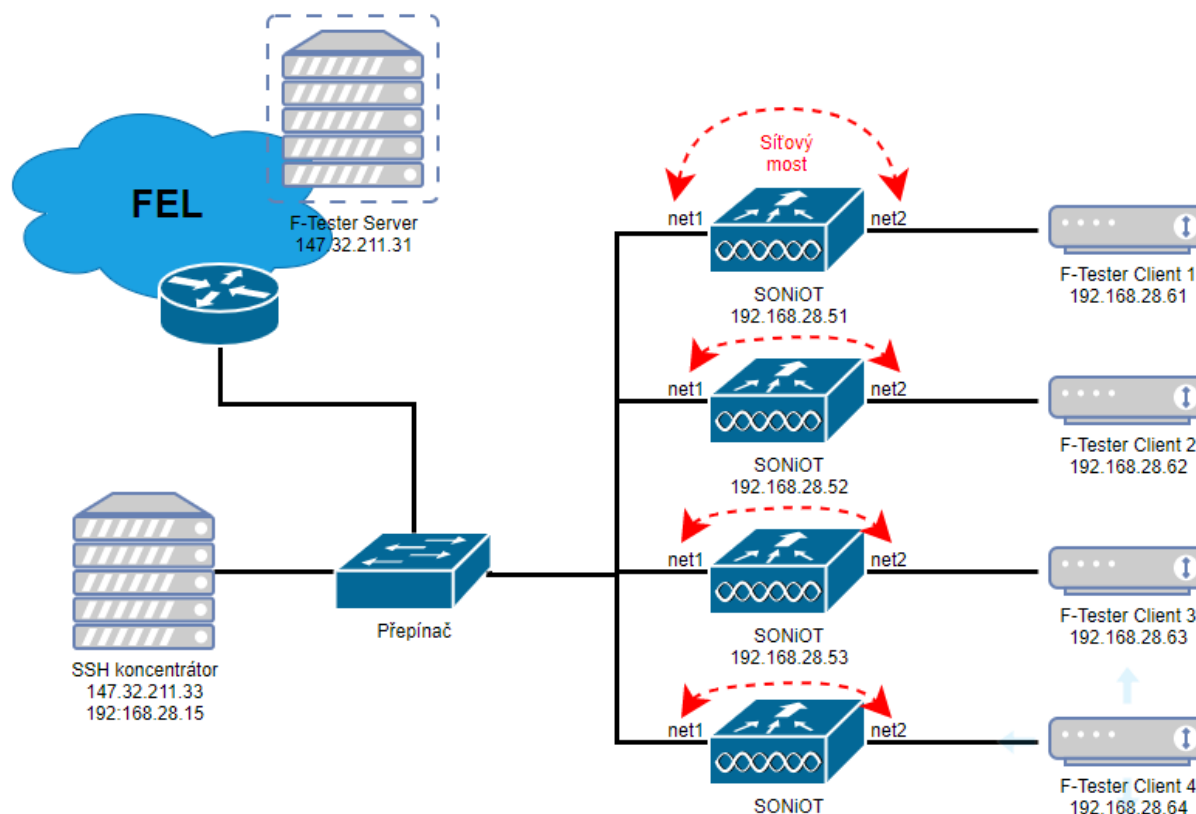 FEL
F-Tester Server
147.32.211.31
Síťový
most
net1
net2
SONiOT
192.168.28.51
F-Tester Client 1
192.168.28.61
net1
net2
SONiOT
192.168.28.52
F-Tester Client 2
192.168.28.62
net1
net2
SONiOT
192.168.28.53
F-Tester Client 3
192.168.28.63
Přepínač
SSH koncentrátor
147.32.211.33
192:168.28.15
net1
net2
SONiOT
F-Tester Client 4
192.168.28.64